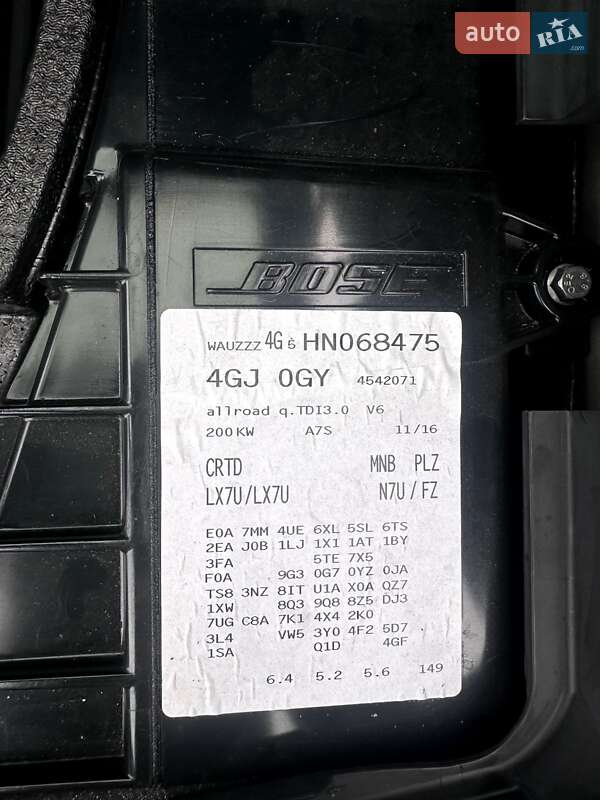 auto RIA
.com
BOSE
WAUZZZ 4G 6 HN068475
4GJ 0GY 4542071
allroad q.TDI3.0 V6
200KW A7S 11/16
CRTD MNB PLZ
LX7U/LX7U N7U/FZ
E0A 7MM 4UE 6XL 5SL 6TS
2EA J0B 1LJ 1X1 1AT 1BY
3FA 5TE 7X5
F0A 9G3 0G7 0YZ 0JA
TS8 3NZ 8IT U1A X0A QZ7
1XW 8Q3 9Q8 8Z5 DJ3
7UG C8A 7K1 4X4 2K0
3L4 VW5 3Y0 4F2 5D7
1SA Q1D 4GF
6.4 5.2 5.6 149